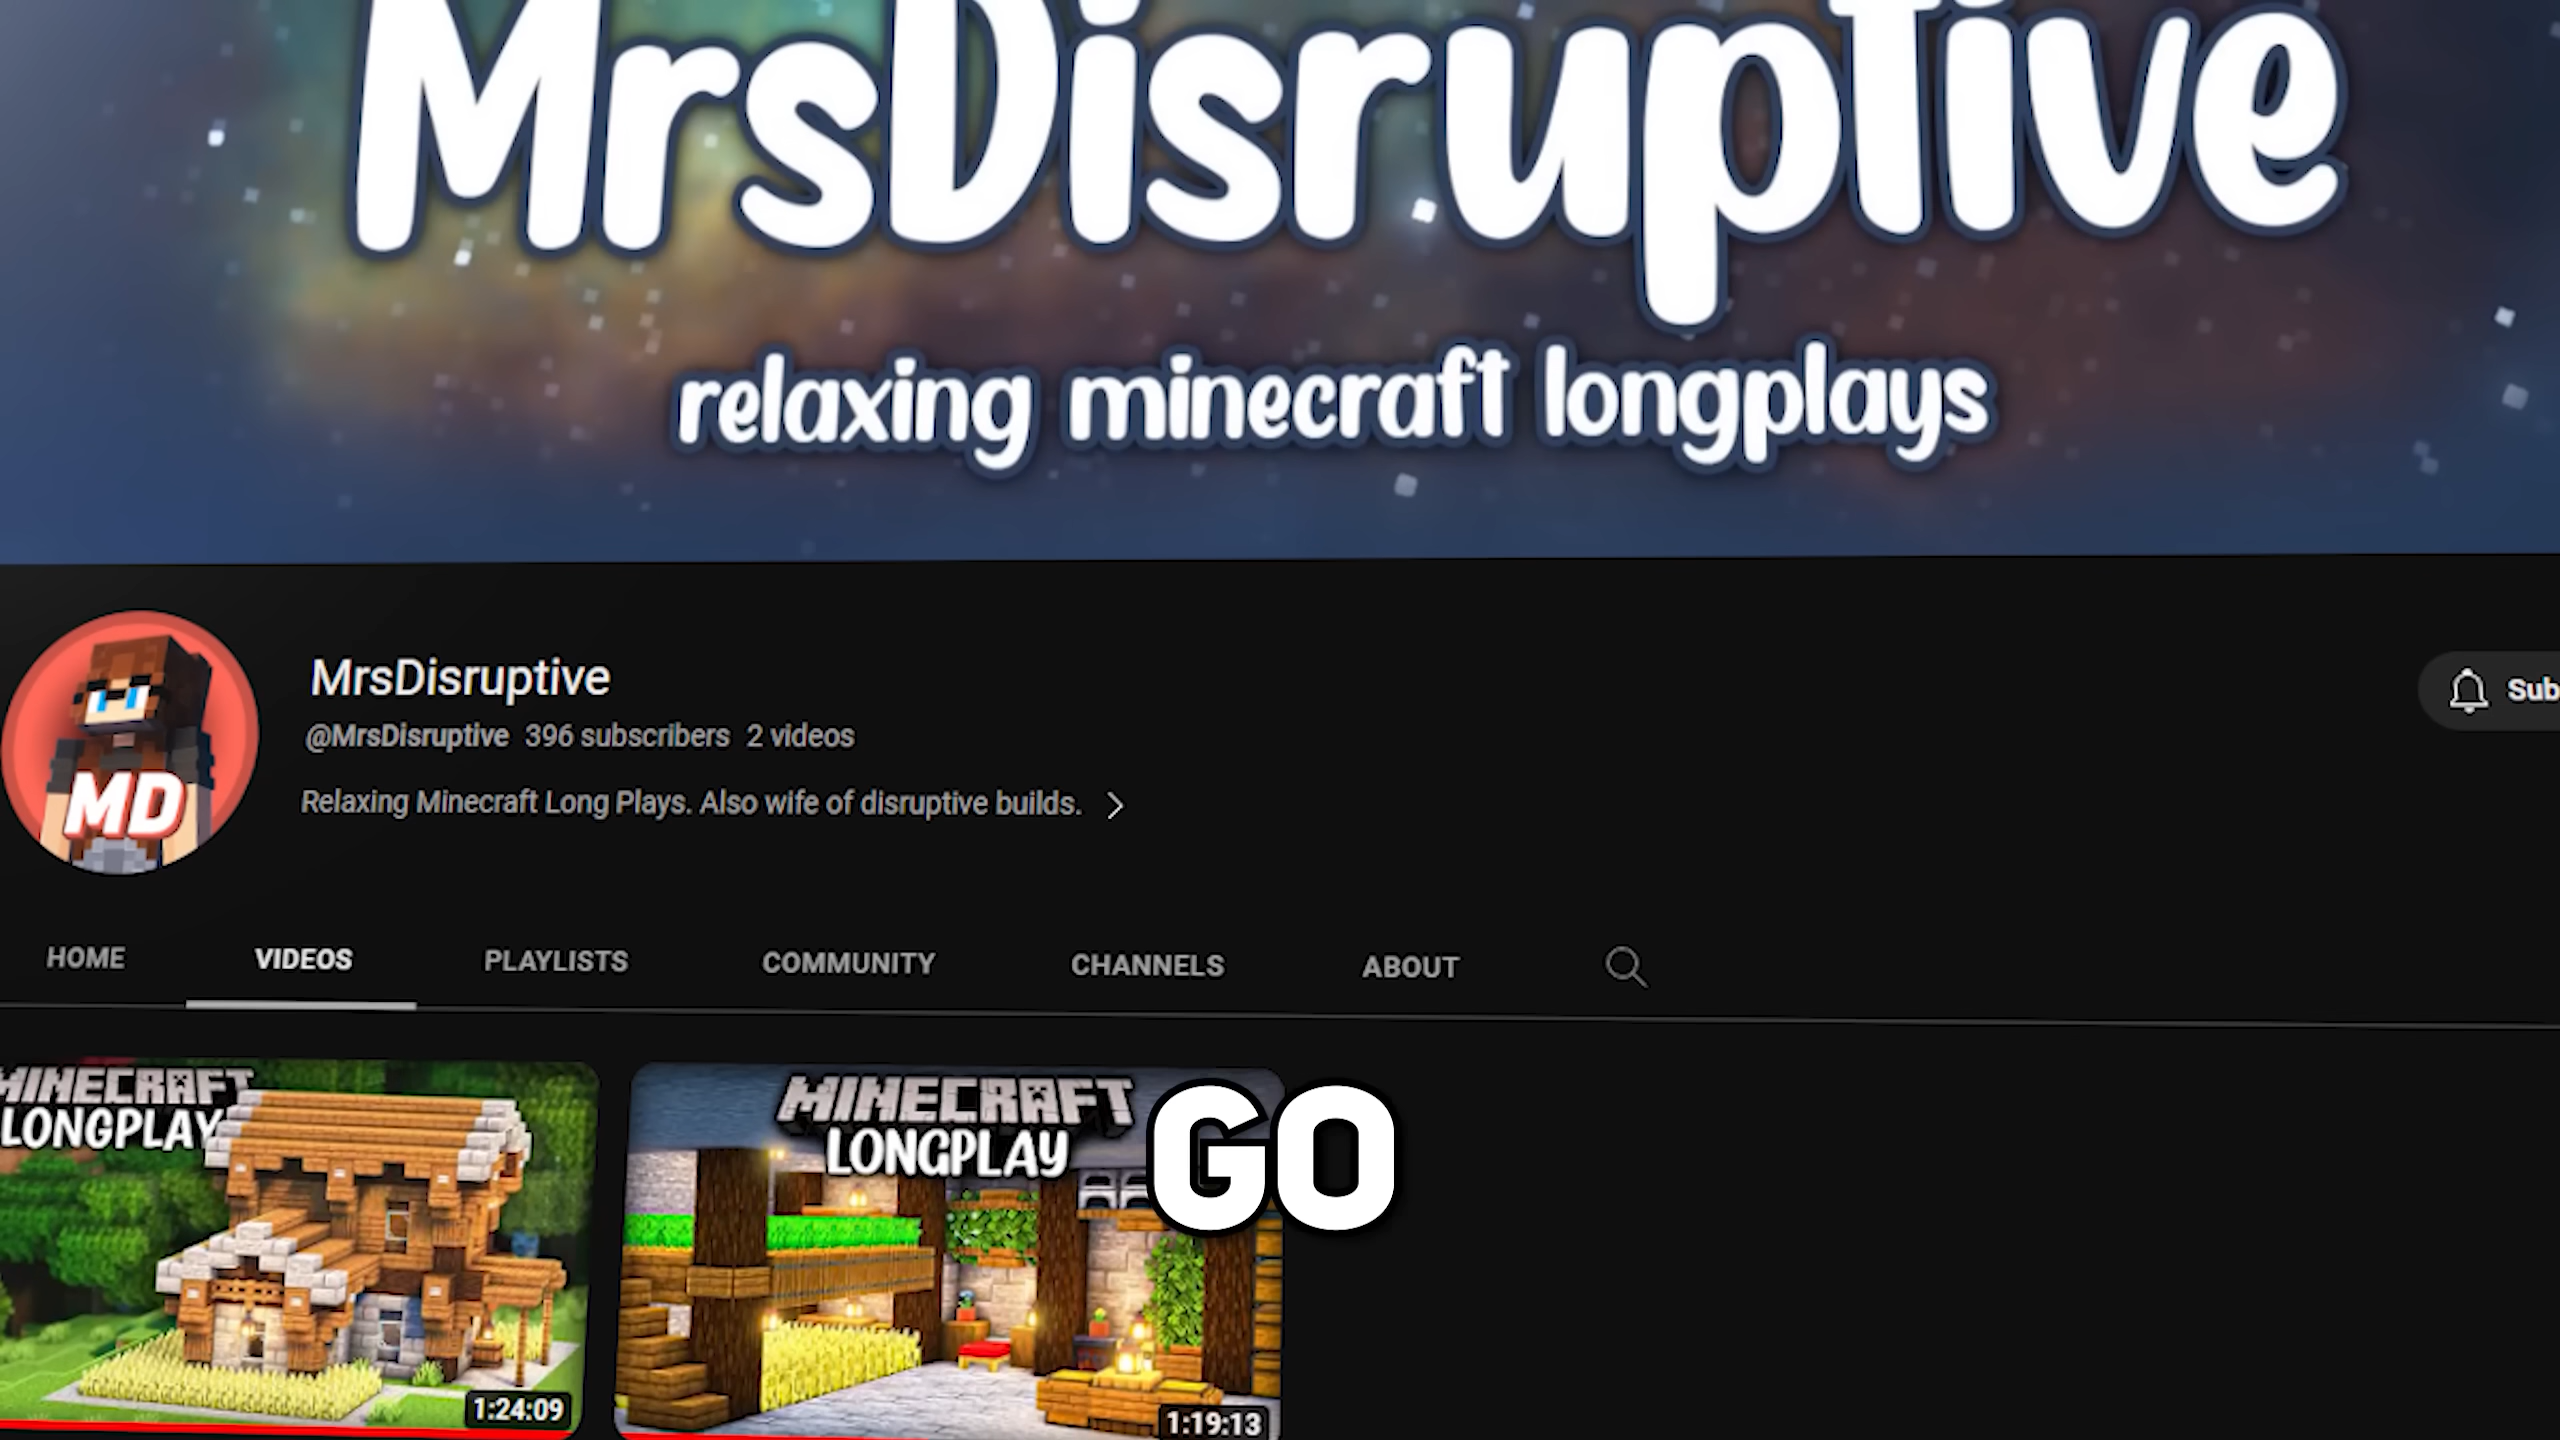 MrsDisruptive
relaxing minecraft longplays
MrsDisruptive
@MrsDisruptive 396 subscribers 2 videos
Relaxing Minecraft Long Plays. Also wife of disruptive builds.
Sub
MD
HOME VIDEOS PLAYLISTS COMMUNITY CHANNELS ABOUT
MINECRAFT
LONGPLAY
1:24:09
MINECRAFT
LONGPLAY
1:19:13
GO